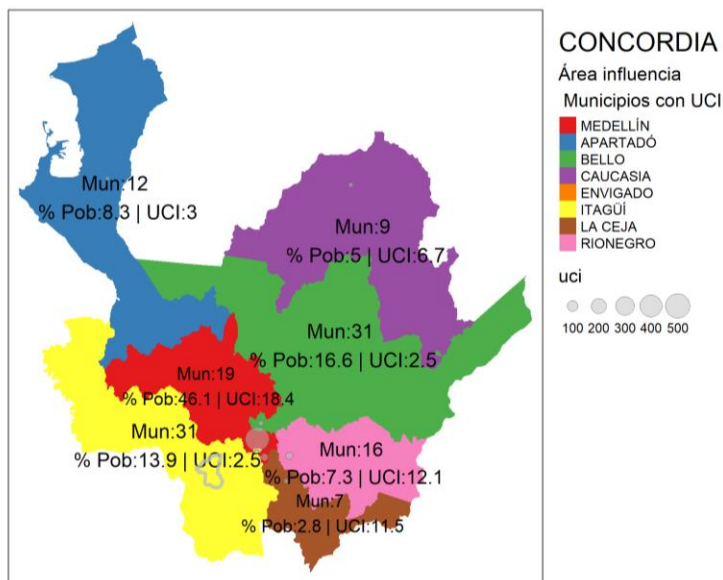 CONCORDIA
Área influencia
Municipios con UCI
MEDELLÍN
APARTADÓ
BELLO
CAUCASIA
ENVIGADO
ITAGÜÍ
LA CEJA
RIONEGRO
uci
100 200 300 400 500
Mun:12
% Pob:8.3 | UCI:3
Mun:9
% Pob:5 | UCI:6.7
Mun:31
% Pob:16.6 | UCI:2.5
Mun:19
% Pob:46.1 | UCI:18.4
Mun:31
% Pob:13.9 | UCI:2.5
Mun:16
% Pob:7.3 | UCI:12.1
Mun:7
% Pob:2.8 | UCI:11.5